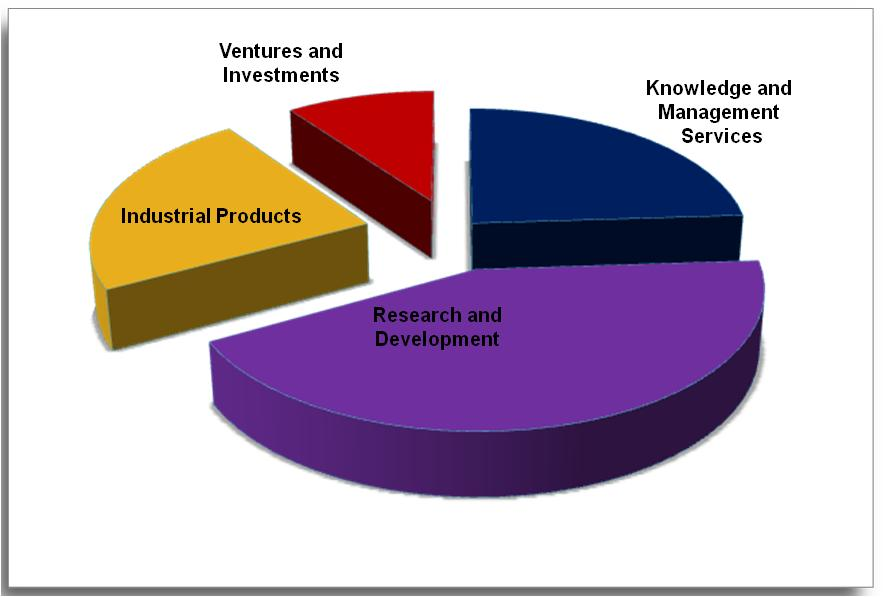 Ventures and
Investments
Knowledge and
Management
Services
Industrial Products
Research and
Development